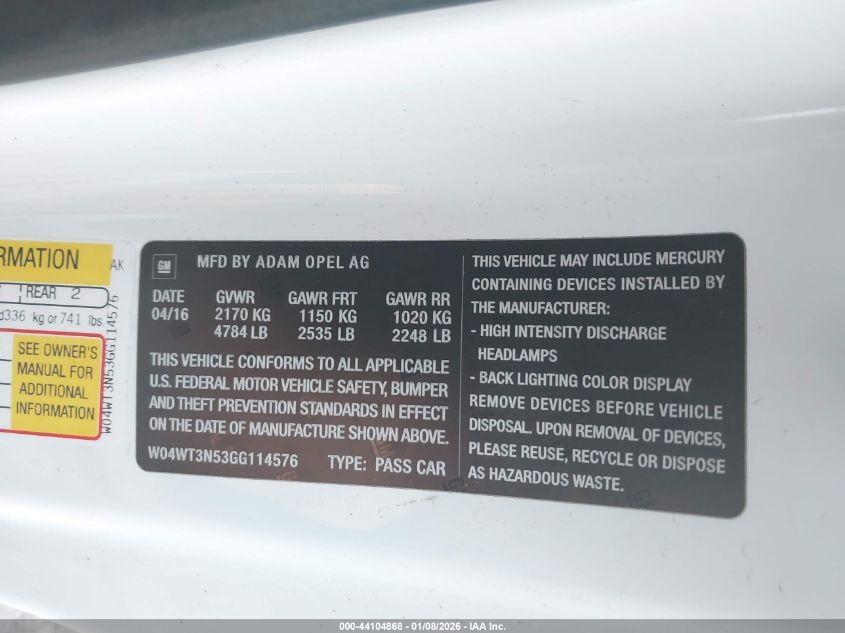 RMATION
AK
REAR 2
336 kg or 741 lbs.
SEE OWNER'S
MANUAL FOR
ADDITIONAL
INFORMATION
W04WT3N53GG114576
GM
MFD BY ADAM OPEL AG
DATE GVWR GAWR FRT GAWR RR
04/16 2170 KG 1150 KG 1020 KG
4784 LB 2535 LB 2248 LB
THIS VEHICLE CONFORMS TO ALL APPLICABLE
U.S. FEDERAL MOTOR VEHICLE SAFETY, BUMPER
AND THEFT PREVENTION STANDARDS IN EFFECT
ON THE DATE OF MANUFACTURE SHOWN ABOVE.
W04WT3N53GG114576 TYPE: PASS CAR
THIS VEHICLE MAY INCLUDE MERCURY
CONTAINING DEVICES INSTALLED BY
THE MANUFACTURER:
- HIGH INTENSITY DISCHARGE
HEADLAMPS
- BACK LIGHTING COLOR DISPLAY
REMOVE DEVICES BEFORE VEHICLE
DISPOSAL. UPON REMOVAL OF DEVICES,
PLEASE REUSE, RECYCLE OR DISPOSE
AS HAZARDOUS WASTE.
000-44104868 - 01/08/2026 - IAA Inc.